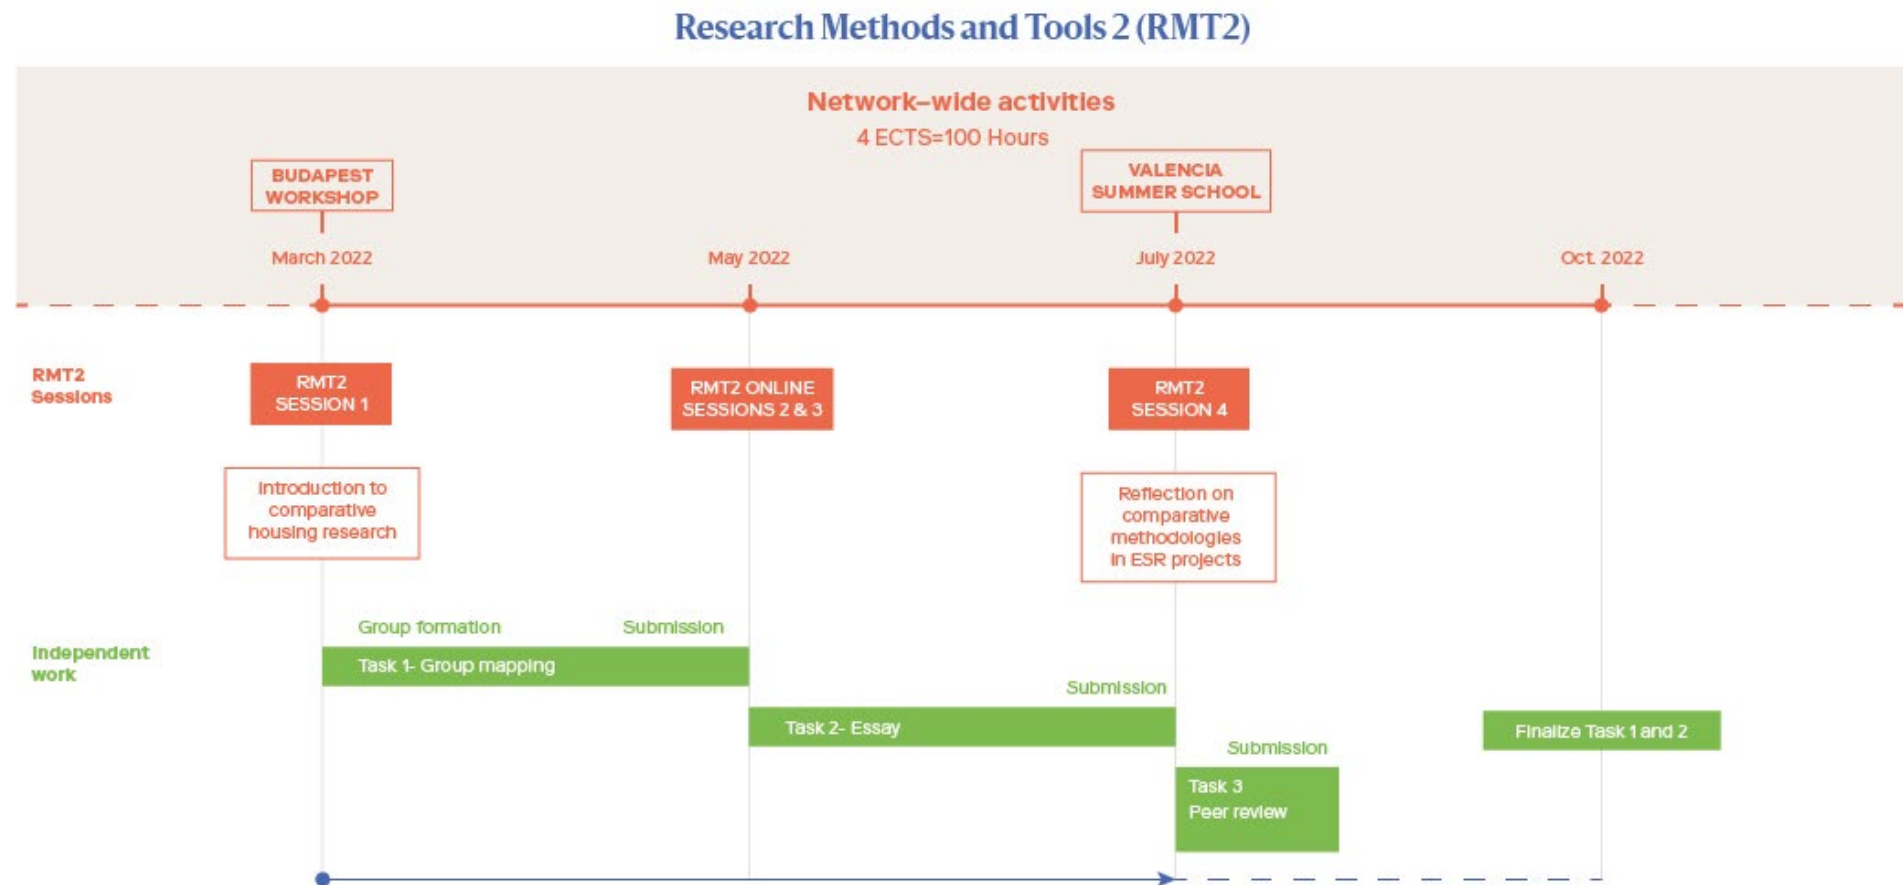 Research Methods and Tools 2 (RMT2)
Network–wide activities
4 ECTS=100 Hours
BUDAPEST
WORKSHOP
VALENCIA
SUMMER SCHOOL
March 2022
May 2022
July 2022
Oct. 2022
RMT2
Sessions
RMT2
SESSION 1
RMT2 ONLINE
SESSIONS 2 & 3
RMT2
SESSION 4
Introduction to
comparative
housing research
Reflection on
comparative
methodologies
in ESR projects
Independent
work
Group formation
Submission
Task 1- Group mapping
Submission
Task 2- Essay
Finalize Task 1 and 2
Submission
Task 3
Peer review